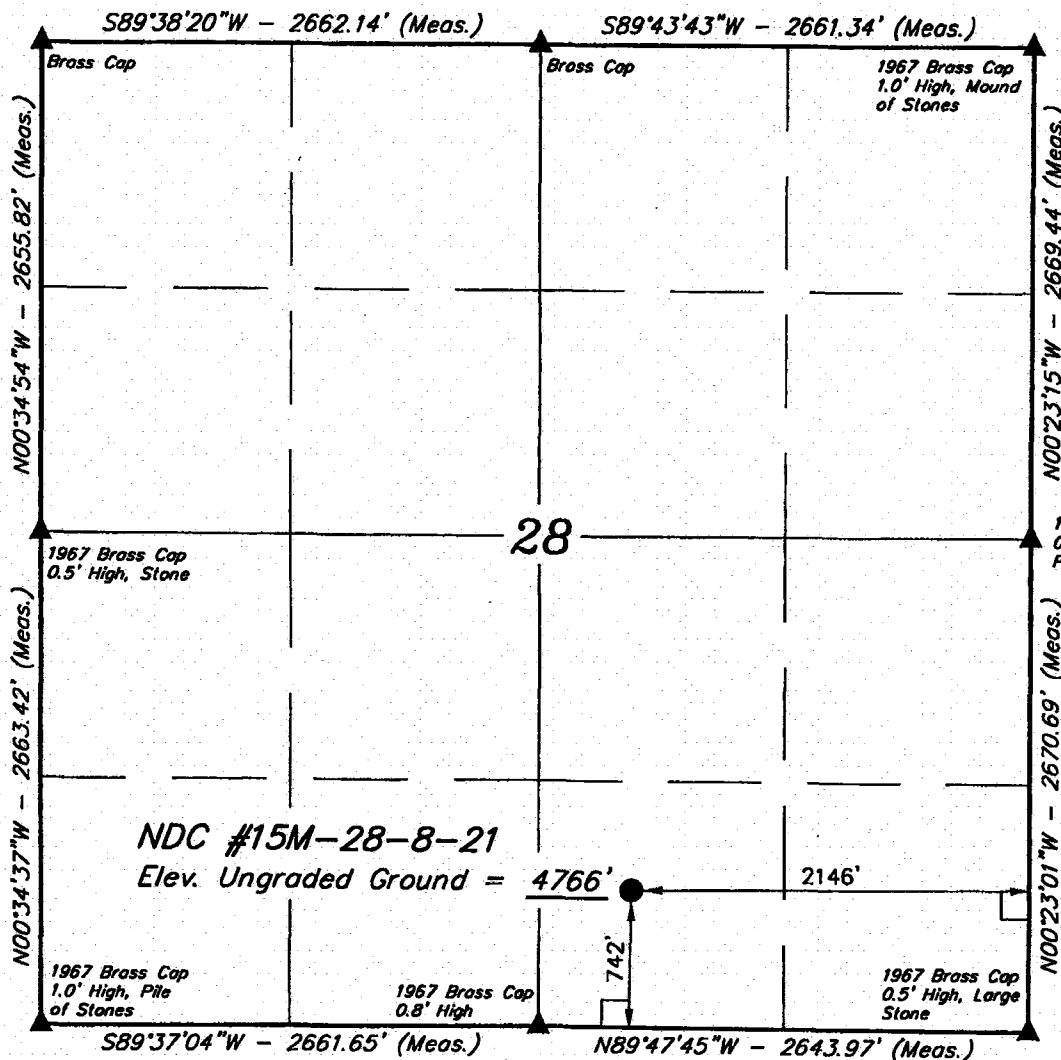 S89°38'20"W - 2662.14' (Meas.)
S89°43'43"W - 2661.34' (Meas.)
Brass Cap
Brass Cap
1967 Brass Cap
1.0' High, Mound
of Stones
N00°34'54"W - 2655.82' (Meas.)
N00°23'15"W - 2669.44' (Meas.)
28
1967 Brass Cap
0.5' High, Stone
N00°34'37"W - 2663.42' (Meas.)
N00°23'01"W - 2670.69' (Meas.)
NDC #15M-28-8-21
Elev. Ungraded Ground = 4766'
2146'
742'
1967 Brass Cap
1.0' High, Pile
of Stones
1967 Brass Cap
0.8' High
1967 Brass Cap
0.5' High, Large
Stone
S89°37'04"W - 2661.65' (Meas.)
N89°47'45"W - 2643.97' (Meas.)